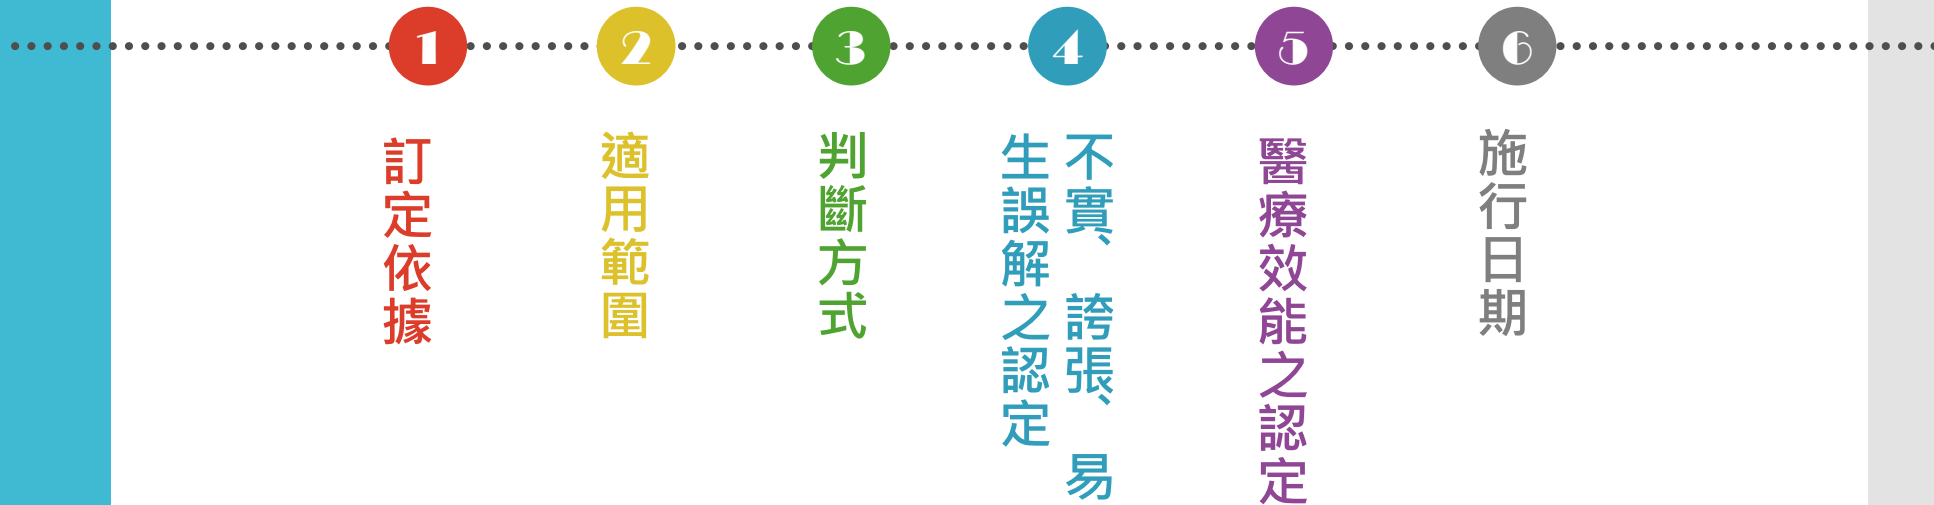 1
訂定依據
2
適用範圍
3
判斷方式
4
不實、誇張、易
生誤解之認定
5
醫療效能之認定
6
施行日期